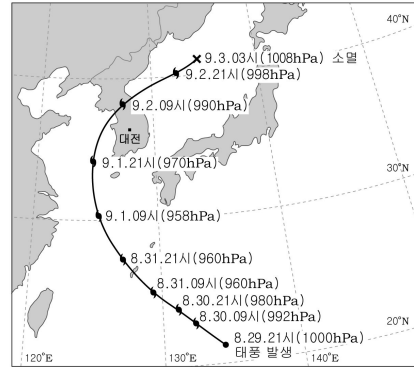 40°N
9.3.03시(1008hPa) 소멸
9.2.21시(998hPa)
9.2.09시(990hPa)
대전
9.1.21시(970hPa)
30°N
9.1.09시(958hPa)
8.31.21시(960hPa)
8.31.09시(960hPa)
8.30.21시(980hPa)
8.30.09시(992hPa)
20°N
8.29.21시(1000hPa)
태풍 발생
120°E
130°E
140°E